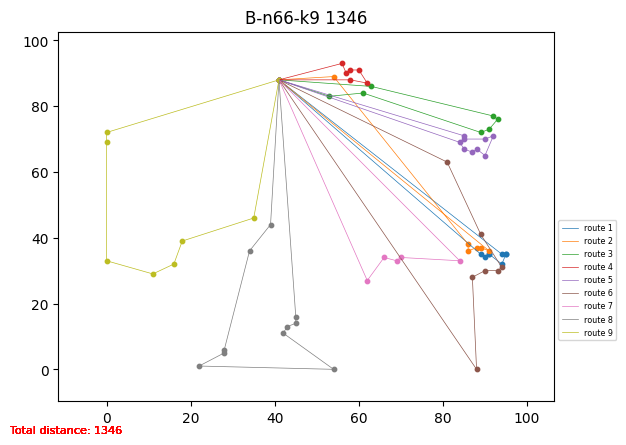 B-n66-k9 1346
100
80
60
40
20
0
0 20 40 60 80 100
route 1
route 2
route 3
route 4
route 5
route 6
route 7
route 8
route 9
Total distance: 1346